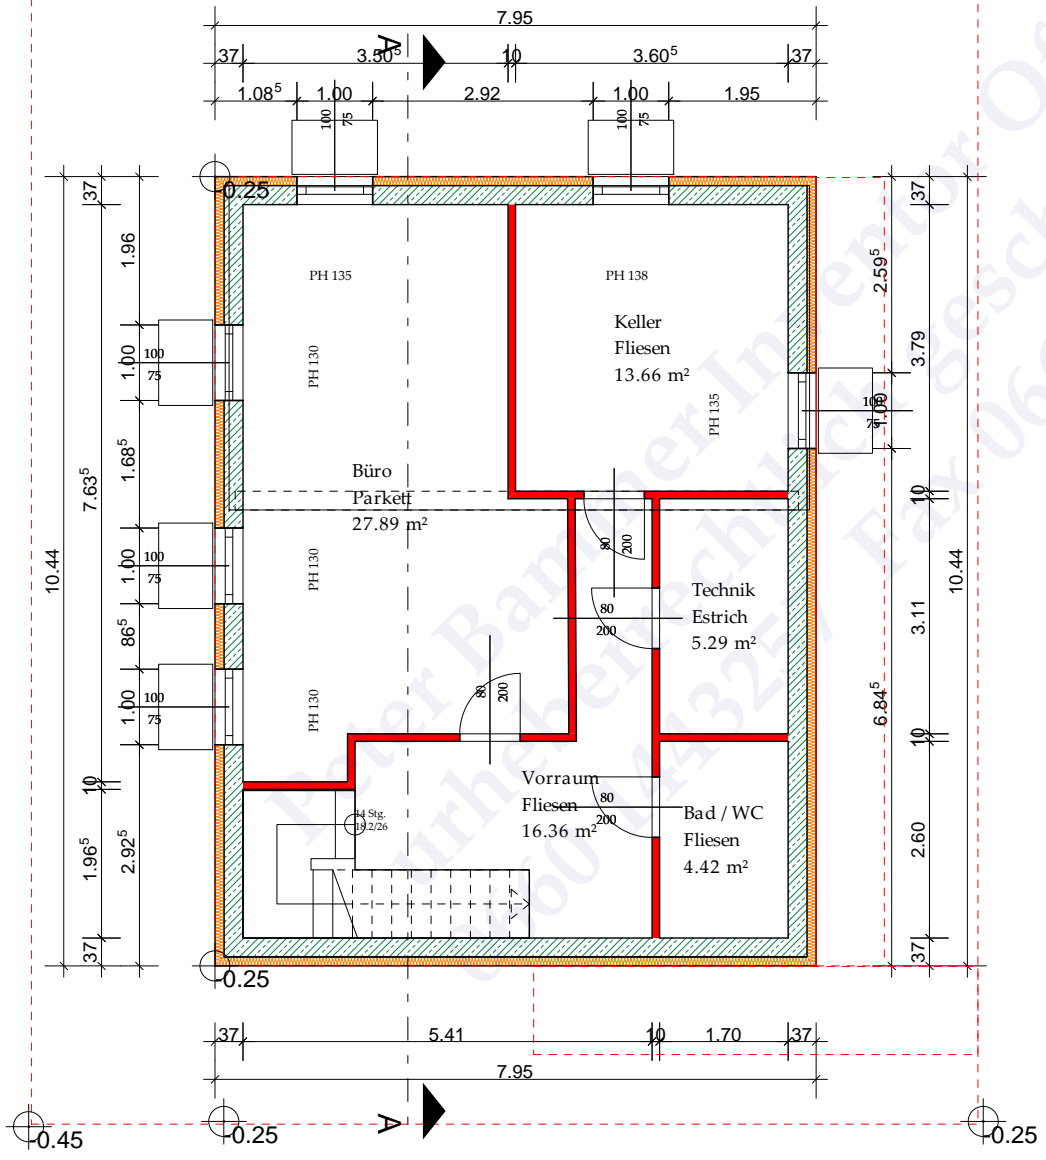 7.95
A
37
3.50⁵
10
3.60⁵
37
1.08⁵
1.00
2.92
1.00
1.95
100
75
100
75
-0.25
37
1.96
1.00
1.68⁵
1.00
86⁵
1.00
10
1.96⁵
2.92⁵
37
7.63⁵
10.44
100
75
100
75
100
75
PH 135
PH 138
PH 130
PH 130
PH 130
PH 135
Keller
Fliesen
13.66 m²
Büro
Parkett
27.89 m²
80
200
80
200
80
200
80
200
Technik
Estrich
5.29 m²
Vorraum
Fliesen
16.36 m²
Bad / WC
Fliesen
4.42 m²
14 Stg.
18.2/26
100
75
1.00
2.59⁵
6.84⁵
37
3.79
10
3.11
10
2.60
37
10.44
-0.25
37
5.41
10
1.70
37
7.95
A
-0.45
-0.25
-0.25
Peter Bammer
urheberrechtlich gesch